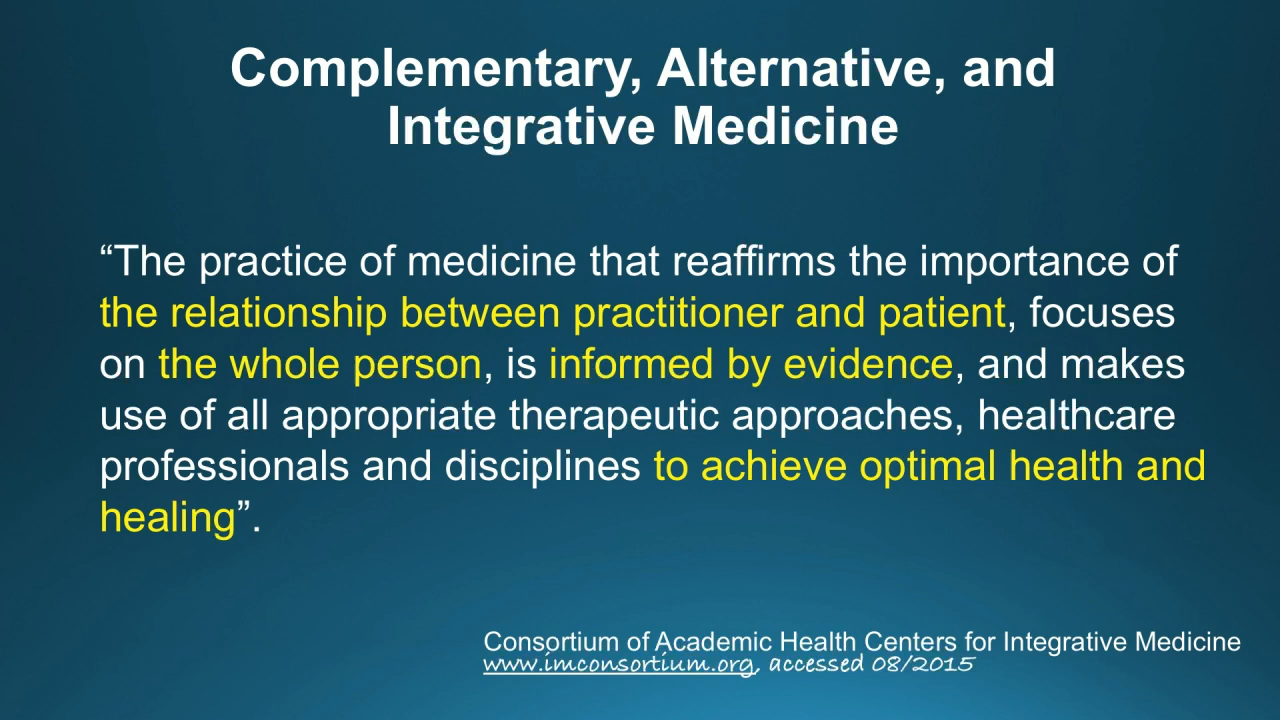 Complementary, Alternative, and
Integrative Medicine
“The practice of medicine that reaffirms the importance of
the relationship between practitioner and patient, focuses
on the whole person, is informed by evidence, and makes
use of all appropriate therapeutic approaches, healthcare
professionals and disciplines to achieve optimal health and
healing”.
Consortium of Academic Health Centers for Integrative Medicine
www.imconsortium.org, accessed 08/2015